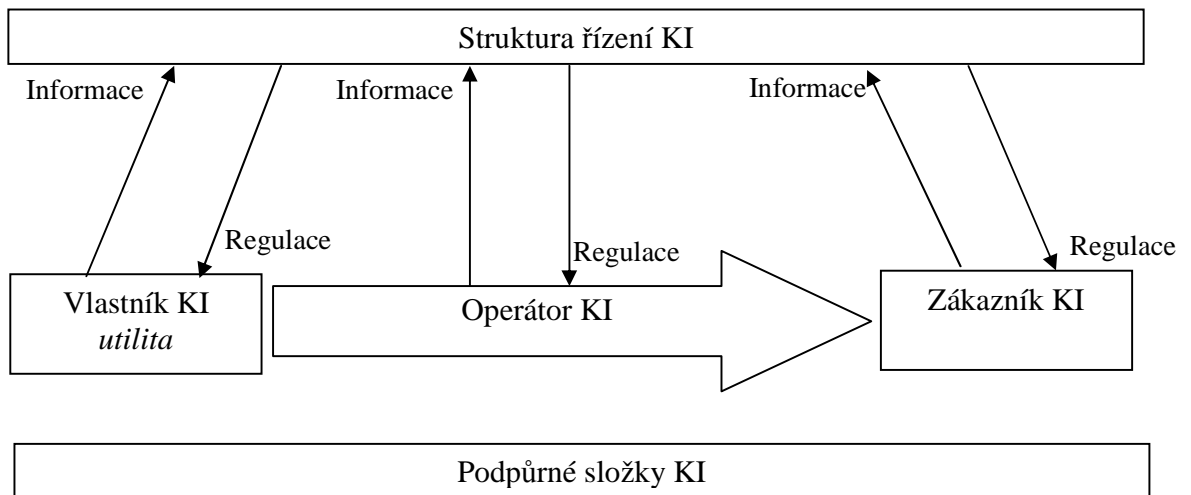 Struktura řízení KI
Informace
Informace
Informace
Regulace
Regulace
Regulace
Vlastník KI
utilita
Operátor KI
Zákazník KI
Podpůrné složky KI